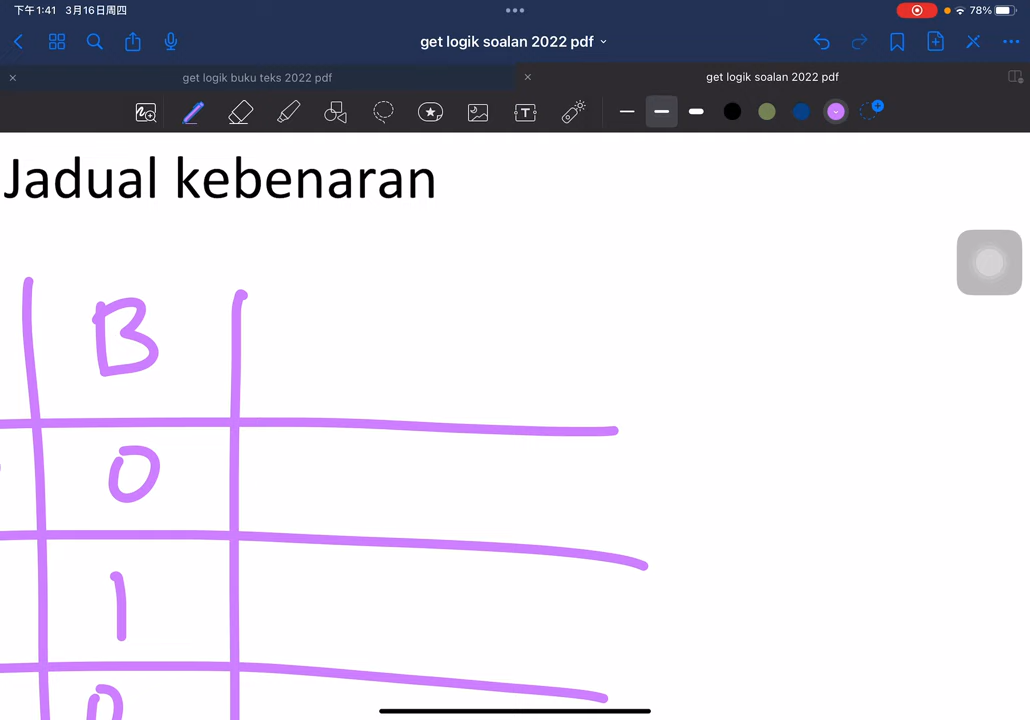 下午1:41 3月16日周四
78%
get logik soalan 2022 pdf
get logik buku teks 2022 pdf
get logik soalan 2022 pdf
T
Jadual kebenaran
B
0
1
0